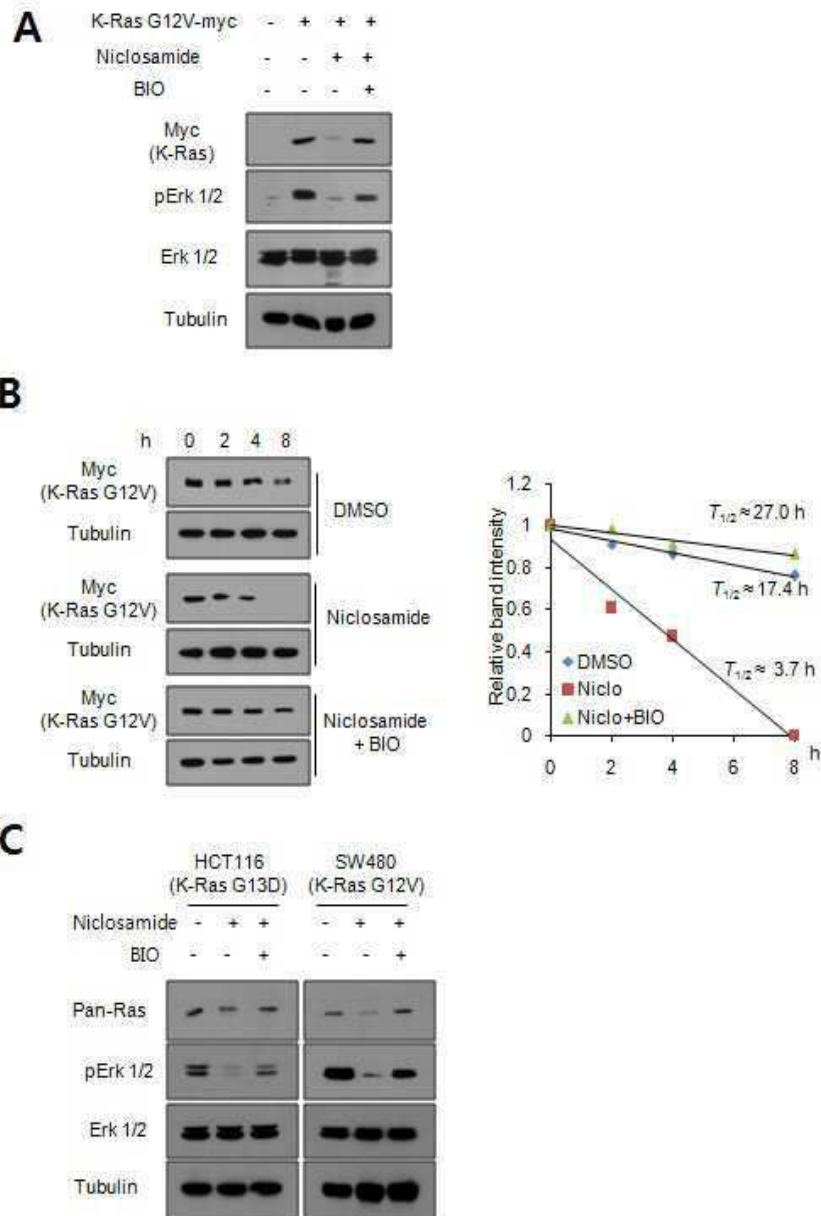 A
K-Ras G12V-myc - + + +
Niclosamide - - + +
BIO - - - +
Myc
(K-Ras)
pErk 1/2
Erk 1/2
Tubulin
B
h 0 2 4 8
Myc
(K-Ras G12V)
Tubulin
DMSO
Myc
(K-Ras G12V)
Tubulin
Niclosamide
Myc
(K-Ras G12V)
Tubulin
Niclosamide
+ BIO
Relative band intensity
1.2
1
0.8
0.6
0.4
0.2
0
T1/2 ≈ 27.0 h
T1/2 ≈ 17.4 h
T1/2 ≈ 3.7 h
DMSO
Niclo
Niclo+BIO
0 2 4 6 8 h
C
HCT116
(K-Ras G13D)
SW480
(K-Ras G12V)
Niclosamide - + + - + +
BIO - - + - - +
Pan-Ras
pErk 1/2
Erk 1/2
Tubulin